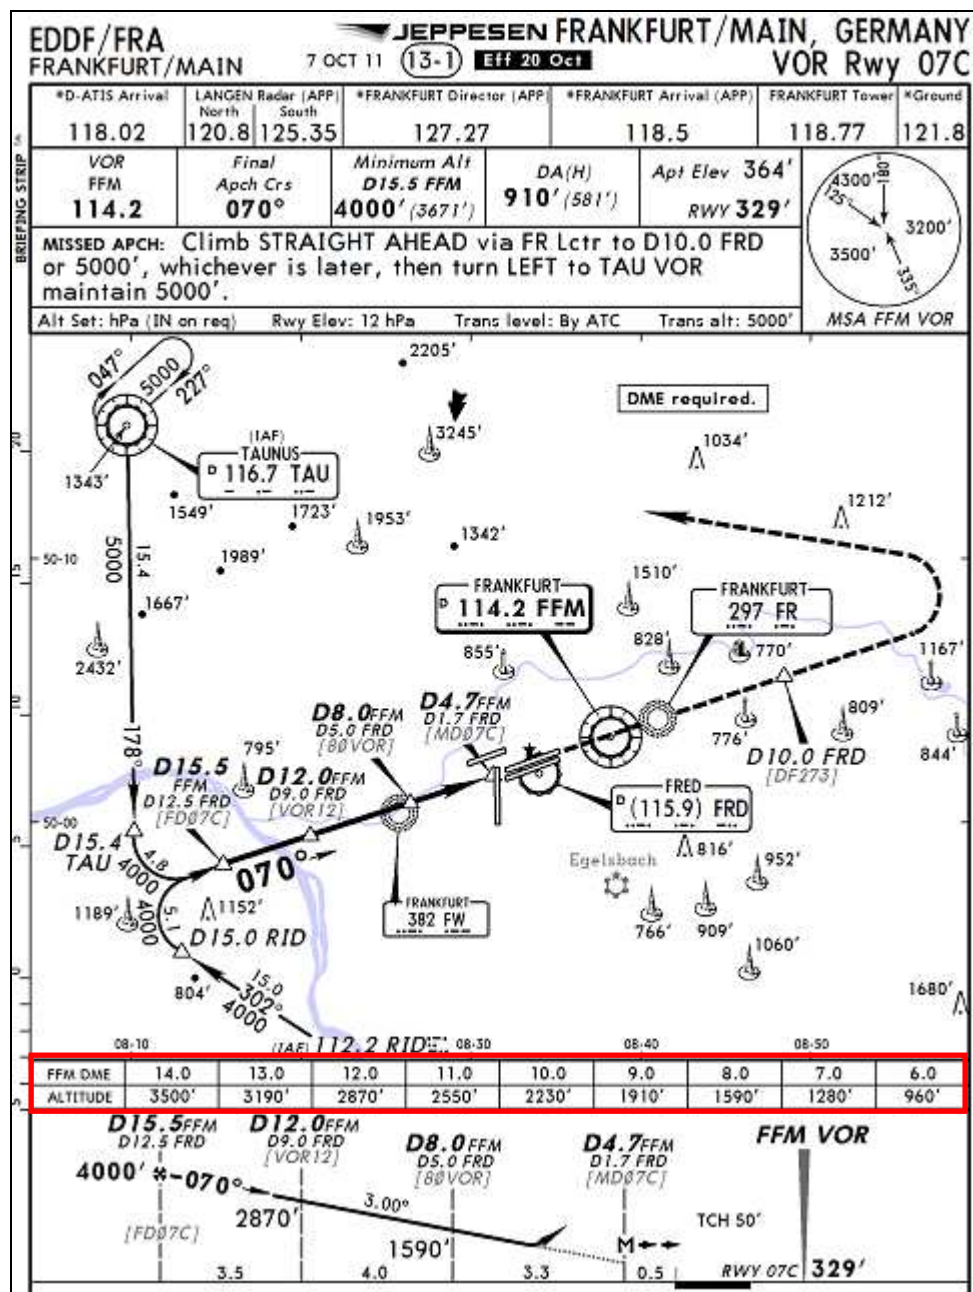 EDDF/FRA
FRANKFURT/MAIN
7 OCT 11
13-1
Eff 20 Oct
JEPPESEN
FRANKFURT/MAIN, GERMANY
VOR Rwy 07C
BRIEFING STRIP
*D-ATIS Arrival
118.02
LANGEN Radar (APP)
North South
120.8 125.35
*FRANKFURT Director (APP)
127.27
*FRANKFURT Arrival (APP)
118.5
FRANKFURT Tower
118.77
*Ground
121.8
VOR
FFM
114.2
Final
Apch Crs
070°
Minimum Alt
D15.5 FFM
4000' (3671')
DA(H)
910' (581')
Apt Elev 364'
RWY 329'
MISSED APCH: Climb STRAIGHT AHEAD via FR Lctr to D10.0 FRD
or 5000', whichever is later, then turn LEFT to TAU VOR
maintain 5000'.
Alt Set: hPa (IN on req) Rwy Elev: 12 hPa Trans level: By ATC Trans alt: 5000'
4300'
180°
125°
3200'
3500'
335°
MSA FFM VOR
2205'
047°
5000
227°
DME required.
3245'
1034'
(IAF)
TAUNUS
D 116.7 TAU
1343'
1549'
1723'
1953'
1342'
1212'
50-10
5000
15.4
1989'
1667'
2432'
1510'
FRANKFURT
D 114.2 FFM
FRANKFURT
297 FR
855'
828'
770'
1167'
178°
D8.0 FFM
D5.0 FRD
[80VOR]
D4.7 FFM
D1.7 FRD
[MD07C]
776'
809'
844'
D10.0 FRD
[DF273]
795'
D15.5
FFM
D12.5 FRD
[FD07C]
D12.0 FFM
D9.0 FRD
[VOR12]
FRED
D (115.9) FRD
50-00
D15.4
TAU
4.8
4000
070°
816'
952'
Egelsbach
FRANKFURT
382 FW
1189'
4000
5.1
1152'
D15.0 RID
766'
909'
1060'
804'
15.0
302°
4000
1680'
(IAF) 112.2 RID
08-10
08-30
08-40
08-50
FFM DME 14.0 13.0 12.0 11.0 10.0 9.0 8.0 7.0 6.0
ALTITUDE 3500' 3190' 2870' 2550' 2230' 1910' 1590' 1280' 960'
D15.5 FFM
D12.5 FRD
D12.0 FFM
D9.0 FRD
[VOR12]
D8.0 FFM
D5.0 FRD
[80VOR]
D4.7 FFM
D1.7 FRD
[MD07C]
FFM VOR
4000'
070°
3.00°
2870'
[FD07C]
1590'
M
TCH 50'
RWY 07C 329'
3.5 4.0 3.3 0.5